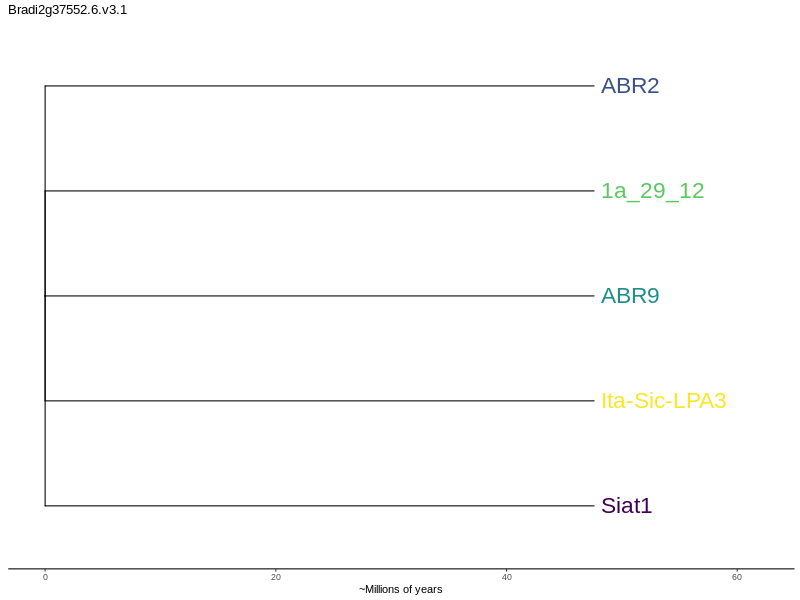 Bradi2g37552.6.v3.1
ABR2
1a_29_12
ABR9
Ita-Sic-LPA3
Siat1
0 20 40 60
~Millions of years